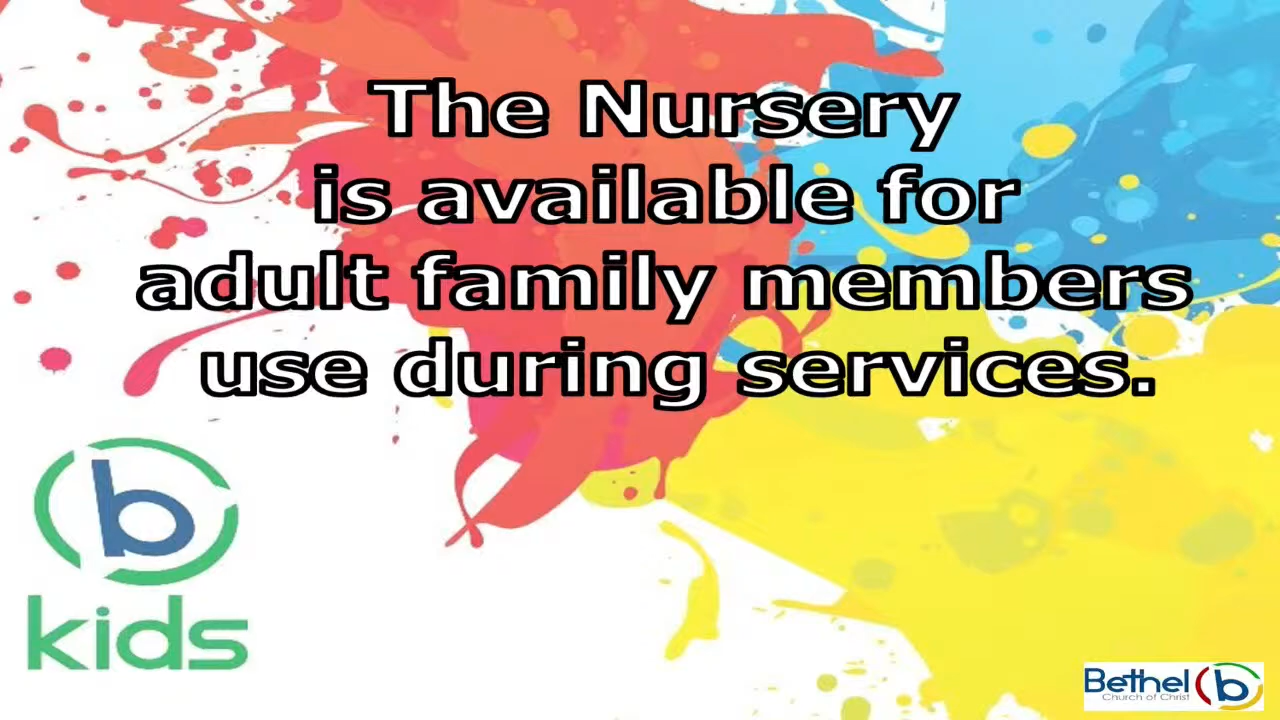 The Nursery
is available for
adult family members
use during services.
b
kids
Bethel b
Church of Christ